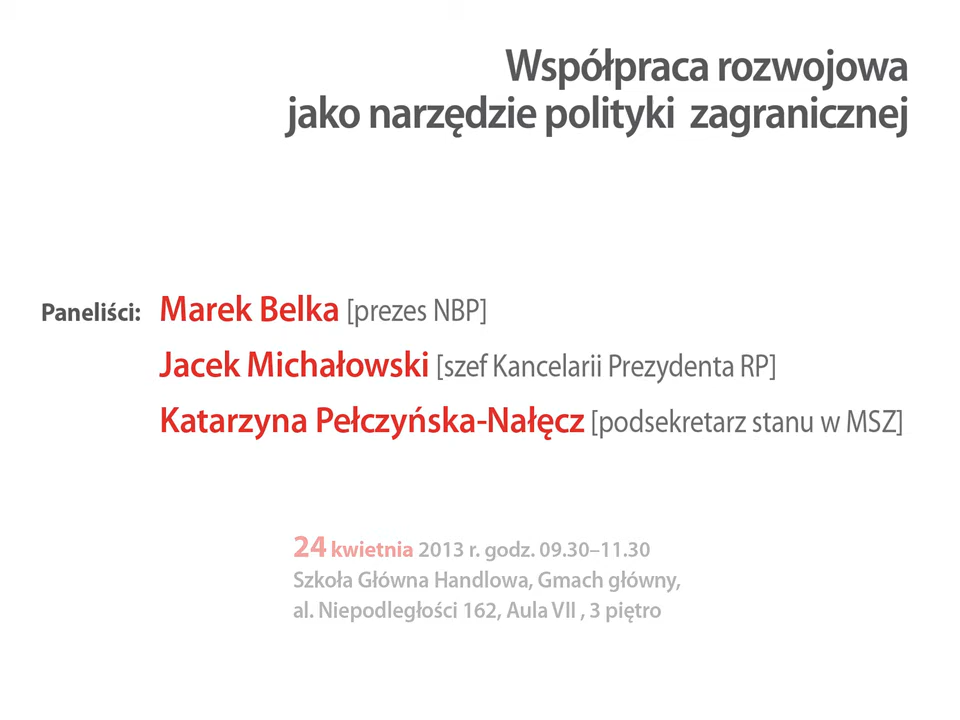 Współpraca rozwojowa
jako narzędzie polityki zagranicznej
Paneliści: Marek Belka [prezes NBP]
Jacek Michałowski [szef Kancelarii Prezydenta RP]
Katarzyna Pełczyńska-Nałęcz [podsekretarz stanu w MSZ]
24 kwietnia 2013 r. godz. 09.30–11.30
Szkoła Główna Handlowa, Gmach główny,
al. Niepodległości 162, Aula VII , 3 piętro